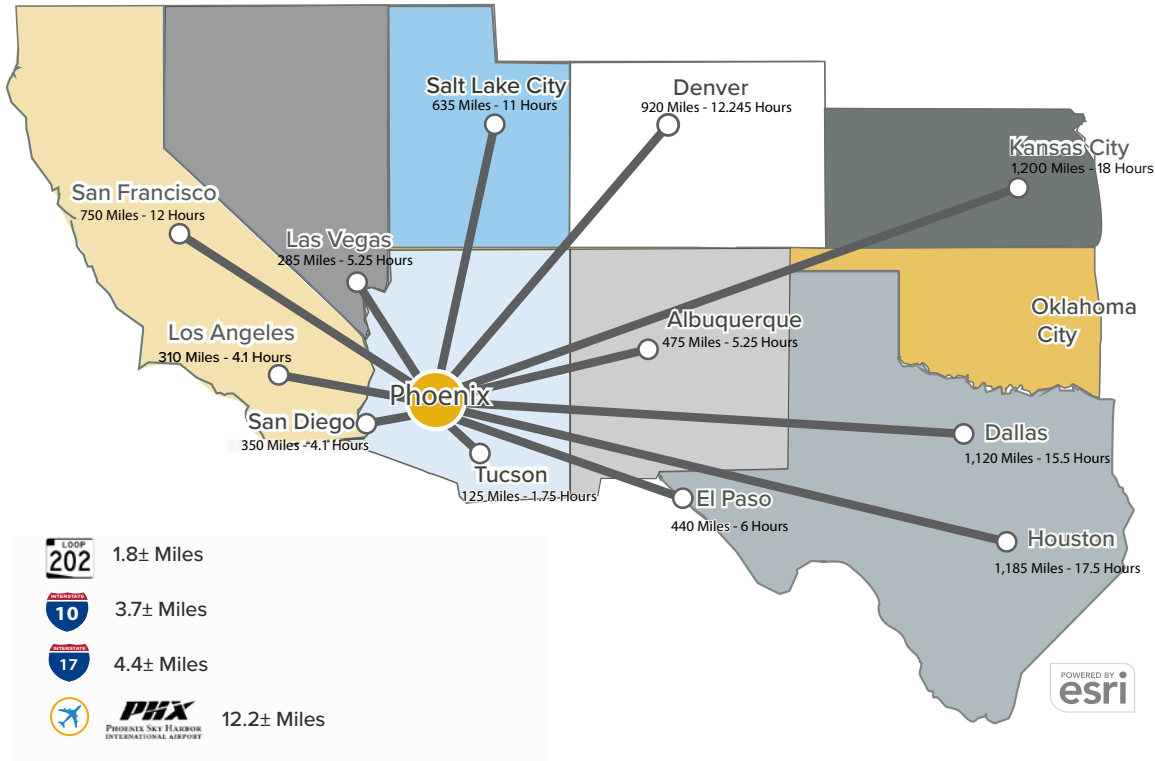 Salt Lake City
635 Miles - 11 Hours
Denver
920 Miles - 12.245 Hours
Kansas City
1,200 Miles - 18 Hours
San Francisco
750 Miles - 12 Hours
Las Vegas
285 Miles - 5.25 Hours
Oklahoma
City
Los Angeles
310 Miles - 4.1 Hours
Albuquerque
475 Miles - 5.25 Hours
Phoenix
San Diego
350 Miles - 4.1 Hours
Dallas
1,120 Miles - 15.5 Hours
Tucson
125 Miles - 1.75 Hours
El Paso
440 Miles - 6 Hours
Houston
1,185 Miles - 17.5 Hours
LOOP
202
1.8± Miles
INTERSTATE
10
3.7± Miles
INTERSTATE
17
4.4± Miles
PHX
PHOENIX SKY HARBOR
INTERNATIONAL AIRPORT
12.2± Miles
POWERED BY
esri